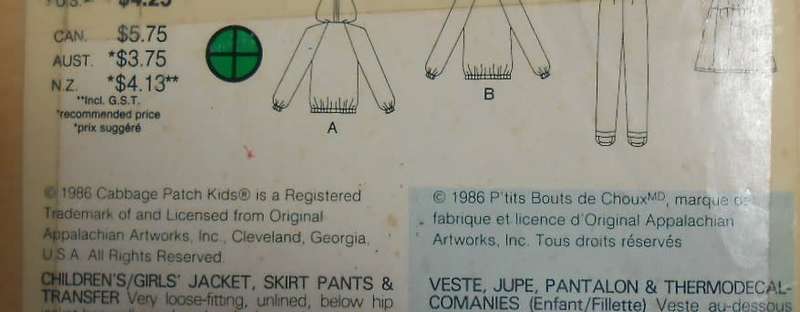 U.S. $4.25
CAN. $5.75
AUST. *$3.75
N.Z. *$4.13**
**Incl. G.S.T.
*recommended price
*prix suggéré
A
B
© 1986 Cabbage Patch Kids® is a Registered
Trademark of and Licensed from Original
Appalachian Artworks, Inc., Cleveland, Georgia,
U.S.A. All Rights Reserved.
CHILDREN'S/GIRLS' JACKET, SKIRT PANTS &
TRANSFER Very loose-fitting, unlined, below hip
© 1986 P'tits Bouts de Chouxᴹᴰ, marque de
fabrique et licence d'Original Appalachian
Artworks, Inc. Tous droits réservés
VESTE, JUPE, PANTALON & THERMODECAL-
COMANIES (Enfant/Fillette) Veste au-dessous